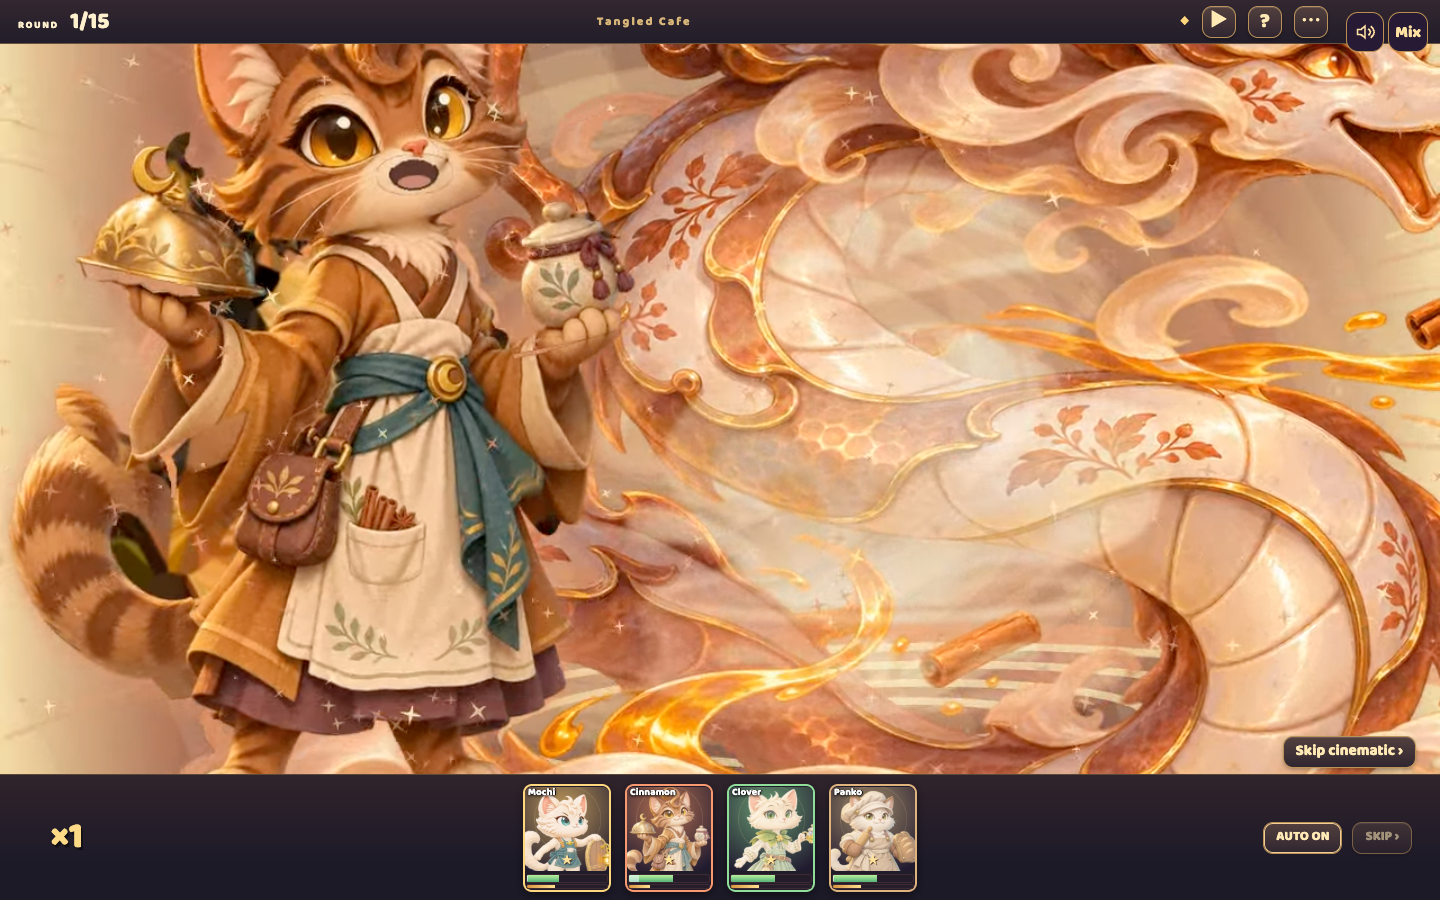 ROUND 1/15
Tangled Cafe
?
Mix
Skip cinematic ›
×1
Mochi
Cinnamon
Clover
Panko
AUTO ON
SKIP ›